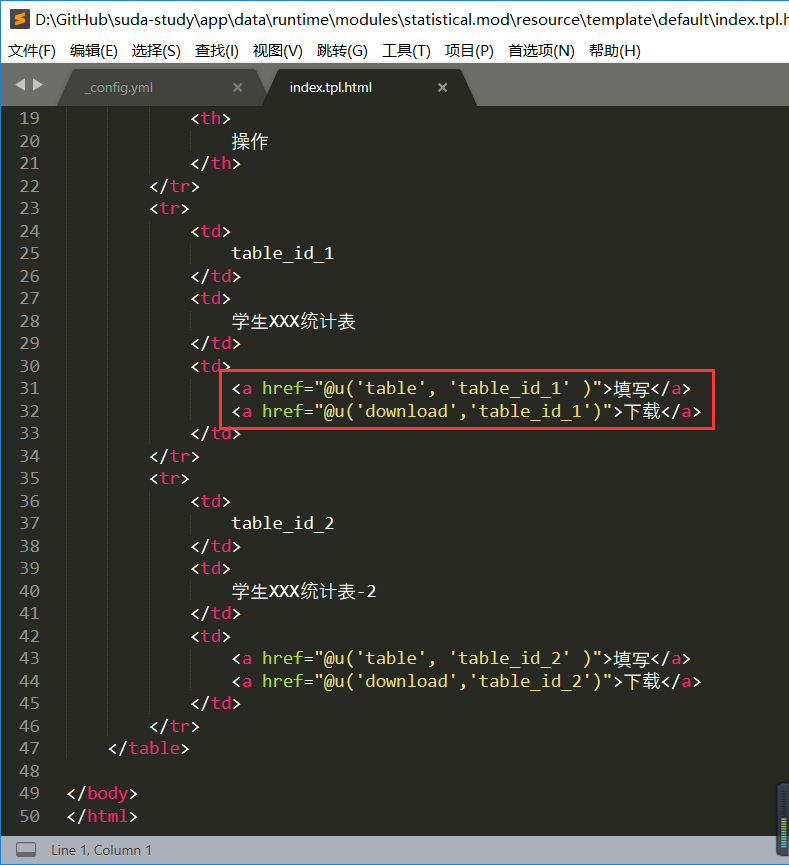 D:\GitHub\suda-study\app\data\runtime\modules\statistical.mod\resource\template\default\index.tpl.h
文件(F) 编辑(E) 选择(S) 查找(I) 视图(V) 跳转(G) 工具(T) 项目(P) 首选项(N) 帮助(H)
_config.yml × index.tpl.html ×
19 <th>
20 操作
21 </th>
22 </tr>
23 <tr>
24 <td>
25 table_id_1
26 </td>
27 <td>
28 学生XXX统计表
29 </td>
30 <td>
31 <a href="@u('table', 'table_id_1' )">填写</a>
32 <a href="@u('download','table_id_1')">下载</a>
33 </td>
34 </tr>
35 <tr>
36 <td>
37 table_id_2
38 </td>
39 <td>
40 学生XXX统计表-2
41 </td>
42 <td>
43 <a href="@u('table', 'table_id_2' )">填写</a>
44 <a href="@u('download','table_id_2')">下载</a>
45 </td>
46 </tr>
47 </table>
48
49 </body>
50 </html>
Line 1, Column 1